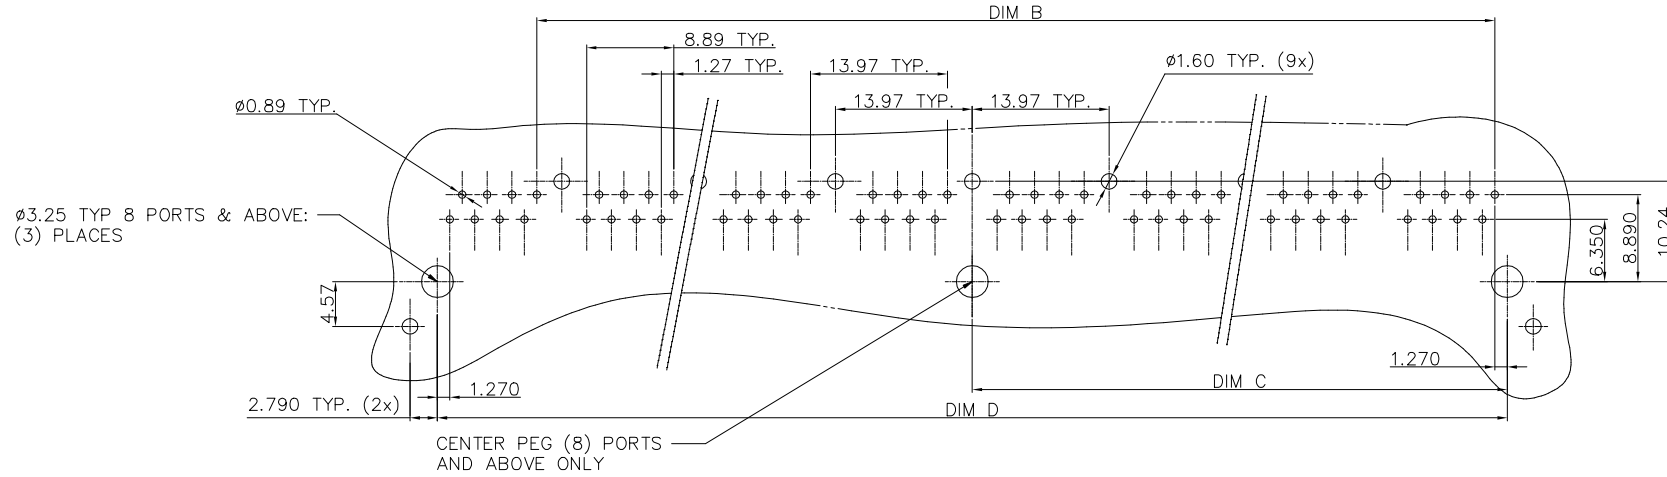 DIM B
8.89 TYP.
1.27 TYP.
13.97 TYP.
ø1.60 TYP. (9x)
ø0.89 TYP.
13.97 TYP.
13.97 TYP.
ø3.25 TYP 8 PORTS & ABOVE:
(3) PLACES
6.350
8.890
10.24
4.57
1.270
1.270
DIM C
2.790 TYP. (2x)
DIM D
CENTER PEG (8) PORTS
AND ABOVE ONLY